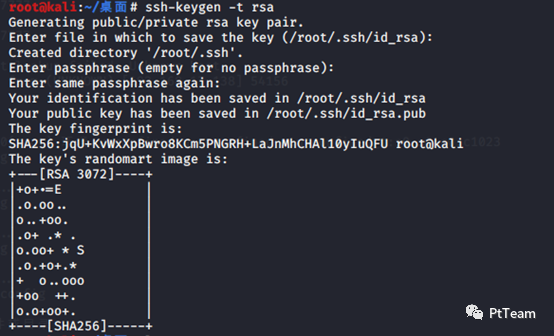 root@kali:~/桌面# ssh-keygen -t rsa
Generating public/private rsa key pair.
Enter file in which to save the key (/root/.ssh/id_rsa):
Created directory '/root/.ssh'.
Enter passphrase (empty for no passphrase):
Enter same passphrase again:
Your identification has been saved in /root/.ssh/id_rsa
Your public key has been saved in /root/.ssh/id_rsa.pub
The key fingerprint is:
SHA256:jqU+KvWxXpBwro8KCm5PNGRH+LaJnMhCHAl10yIuQFU root@kali
The key's randomart image is:
+---[RSA 3072]----+
|+o+·=E           |
|.o.oo..          |
|o..+oo.          |
|.o+ .* .         |
|o.oo+ * S        |
|.o.+o+.*         |
|+  o..ooo        |
|+oo  ++.         |
|o.o+oo+.         |
+----[SHA256]-----+
PtTeam